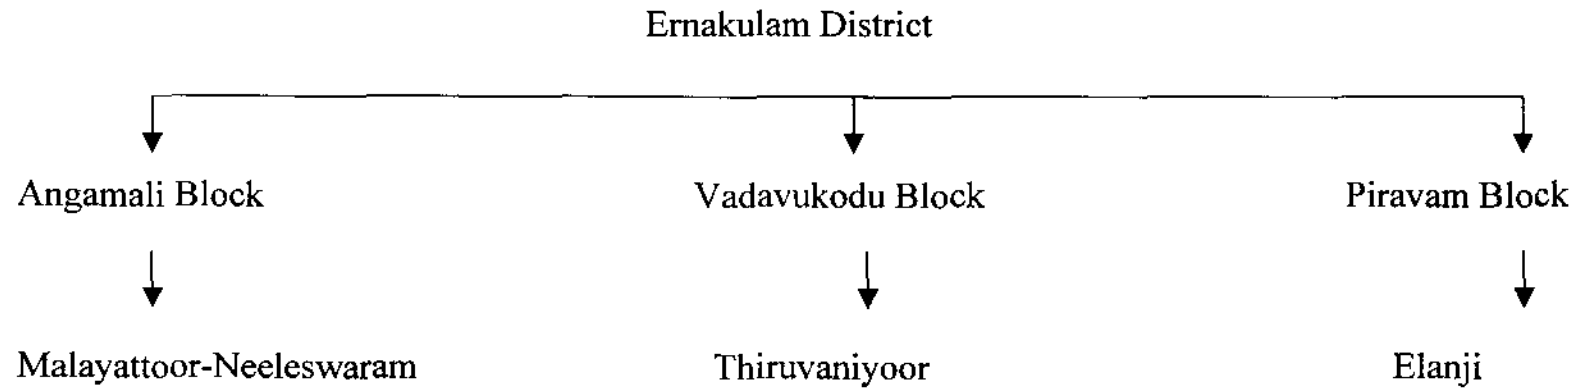 Ernakulam District
Angamali Block Vadavukodu Block Piravam Block
Malayattoor-Neeleswaram Thiruvaniyoor Elanji